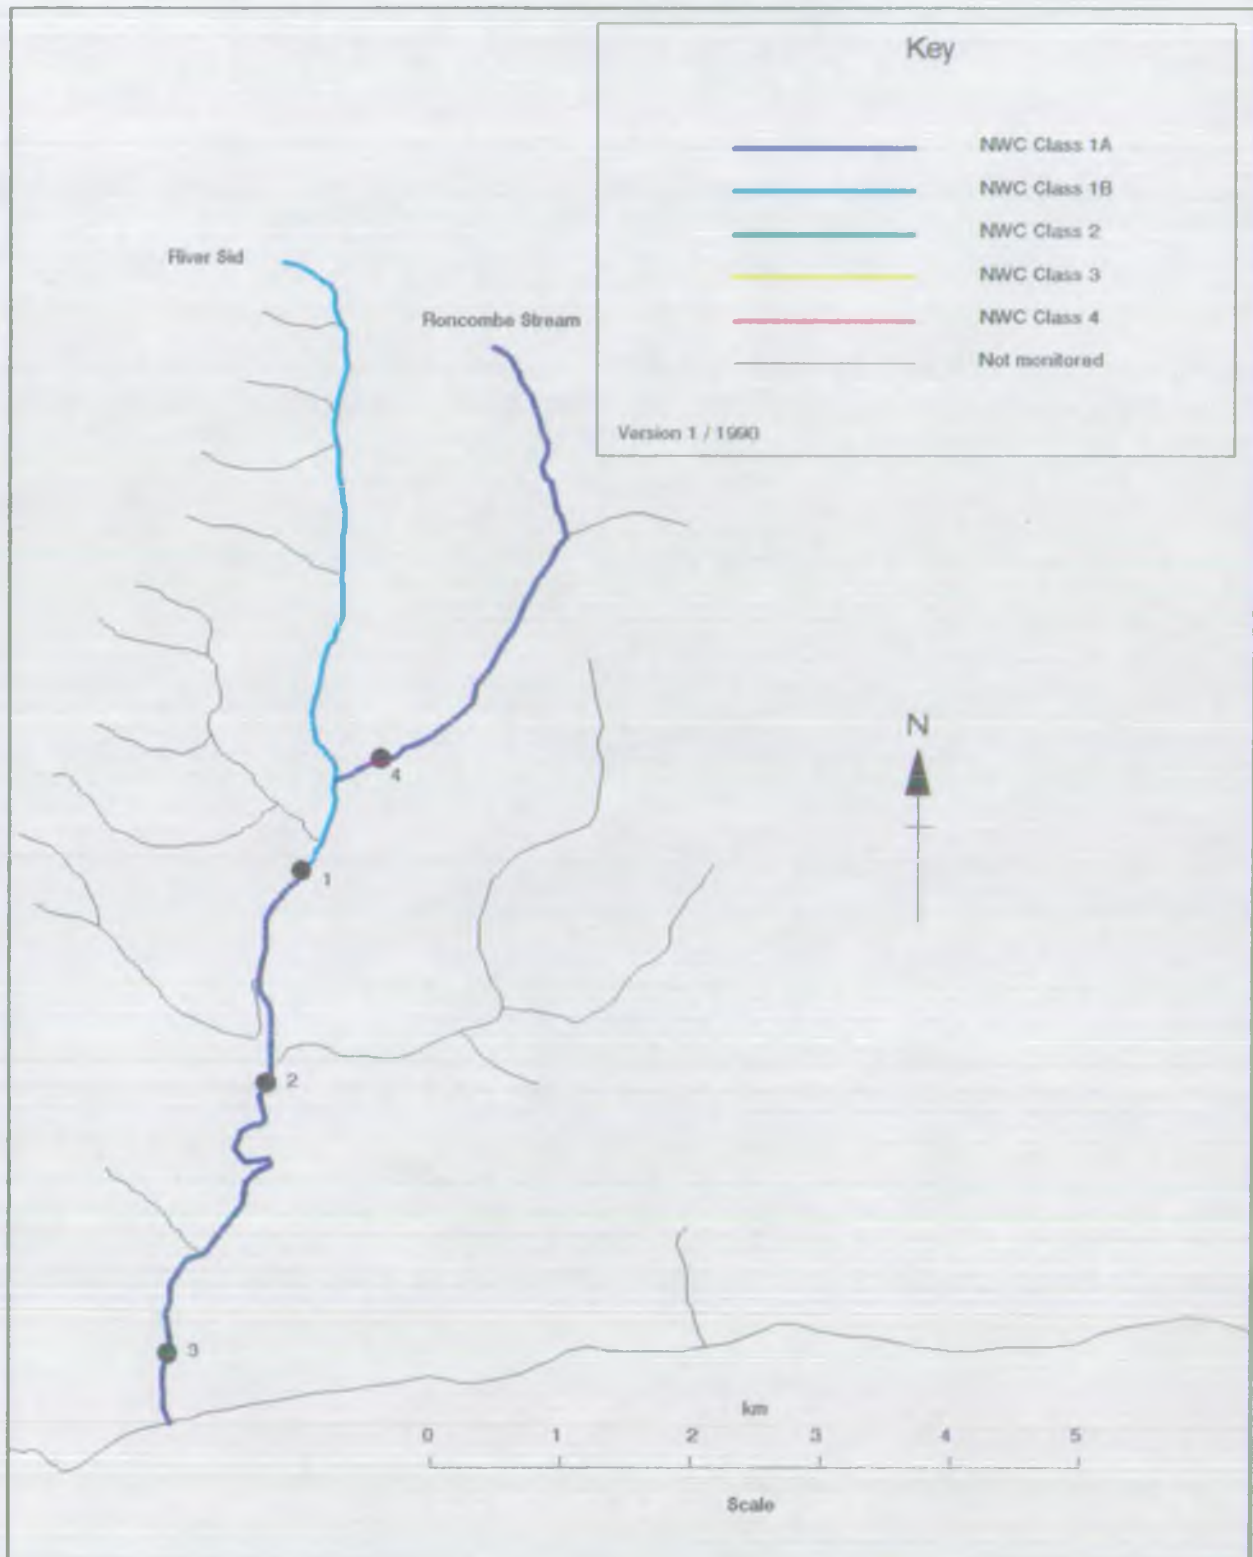 Key
NWC Class 1A
NWC Class 1B
NWC Class 2
NWC Class 3
NWC Class 4
Not monitored
Version 1 / 1990
River Sid
Roncombe Stream
N
4
1
2
3
km
0 1 2 3 4 5
Scale